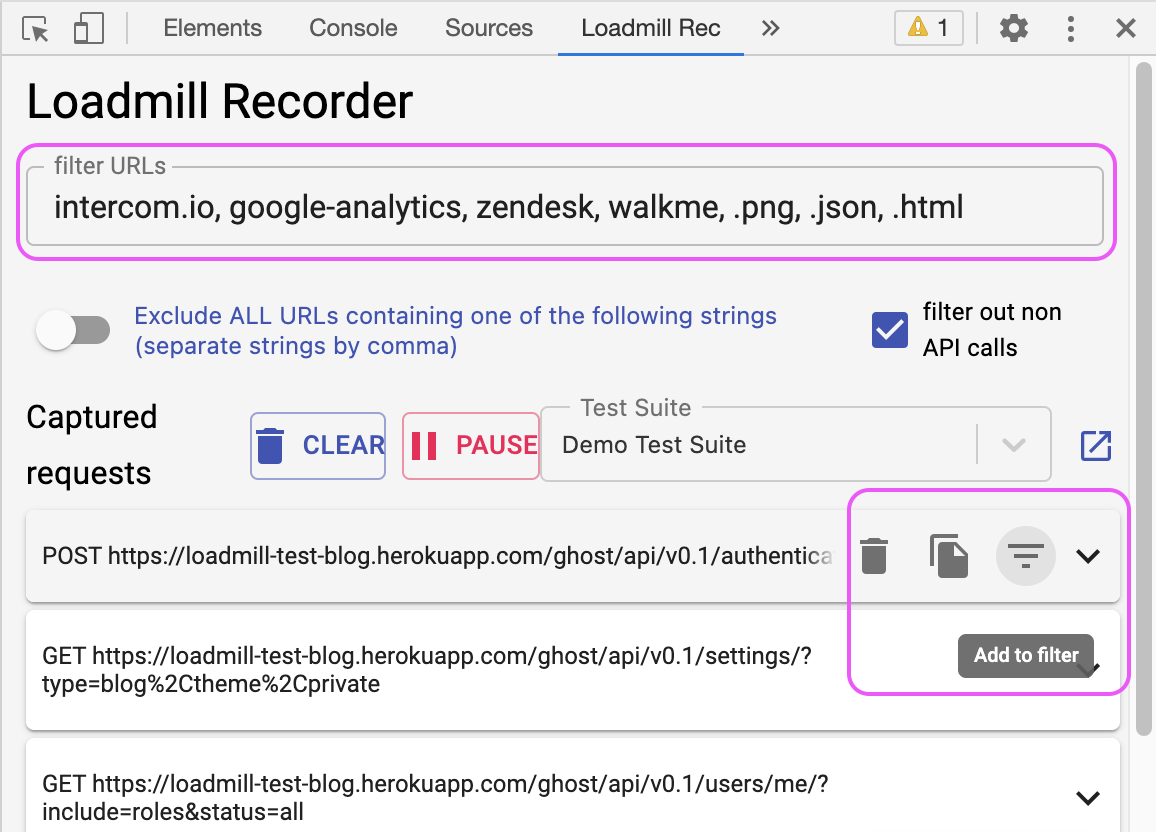 Elements Console Sources Loadmill Rec 1
Loadmill Recorder
filter URLs
intercom.io, google-analytics, zendesk, walkme, .png, .json, .html
Exclude ALL URLs containing one of the following strings
(separate strings by comma)
filter out non
API calls
Captured
requests
CLEAR
PAUSE
Test Suite
Demo Test Suite
POST https://loadmill-test-blog.herokuapp.com/ghost/api/v0.1/authentica
Add to filter
GET https://loadmill-test-blog.herokuapp.com/ghost/api/v0.1/settings/?
type=blog%2Ctheme%2Cprivate
GET https://loadmill-test-blog.herokuapp.com/ghost/api/v0.1/users/me/?
include=roles&status=all